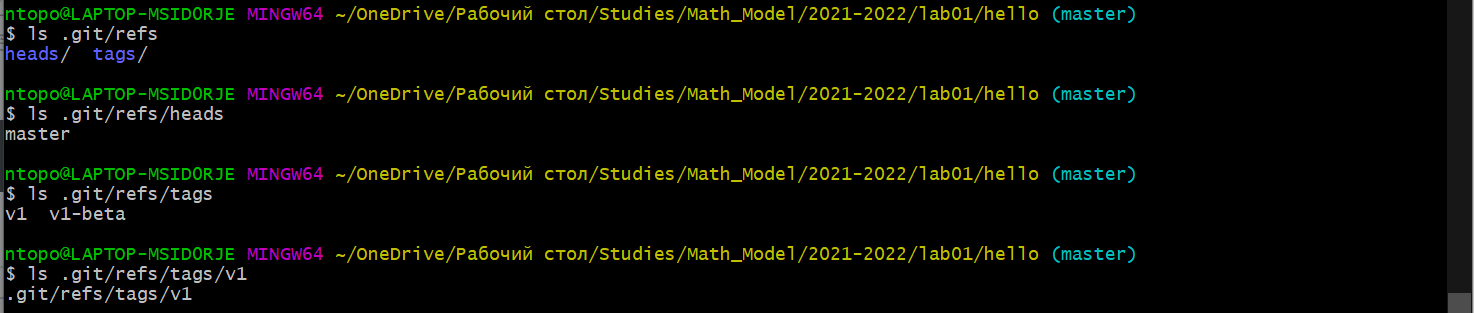 ntopo@LAPTOP-MSIDORJE MINGW64 ~/OneDrive/Рабочий стол/Studies/Math_Model/2021-2022/lab01/hello (master)
$ ls .git/refs
heads/  tags/
ntopo@LAPTOP-MSIDORJE MINGW64 ~/OneDrive/Рабочий стол/Studies/Math_Model/2021-2022/lab01/hello (master)
$ ls .git/refs/heads
master
ntopo@LAPTOP-MSIDORJE MINGW64 ~/OneDrive/Рабочий стол/Studies/Math_Model/2021-2022/lab01/hello (master)
$ ls .git/refs/tags
v1  v1-beta
ntopo@LAPTOP-MSIDORJE MINGW64 ~/OneDrive/Рабочий стол/Studies/Math_Model/2021-2022/lab01/hello (master)
$ ls .git/refs/tags/v1
.git/refs/tags/v1